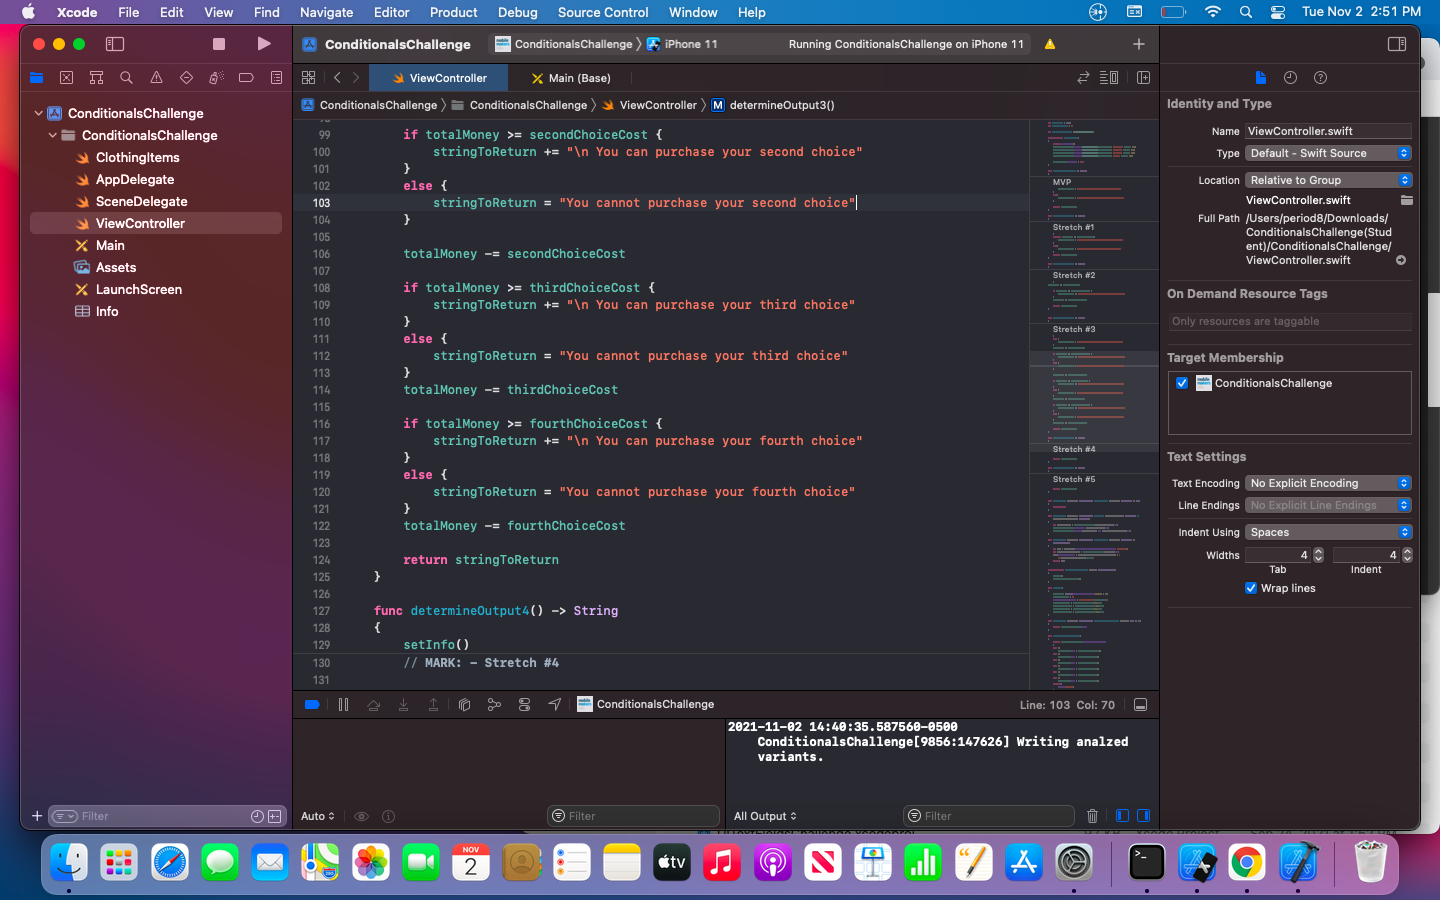 Xcode File Edit View Find Navigate Editor Product Debug Source Control Window Help Tue Nov 2 2:51 PM
ConditionalsChallenge ConditionalsChallenge iPhone 11 Running ConditionalsChallenge on iPhone 11
ViewController Main (Base)
ConditionalsChallenge ConditionalsChallenge ViewController M determineOutput3()
ConditionalsChallenge
ConditionalsChallenge
ClothingItems
AppDelegate
SceneDelegate
ViewController
Main
Assets
LaunchScreen
Info
Filter
99 if totalMoney >= secondChoiceCost {
100 stringToReturn += "\n You can purchase your second choice"
101 }
102 else {
103 stringToReturn = "You cannot purchase your second choice"
104 }
105
106 totalMoney -= secondChoiceCost
107
108 if totalMoney >= thirdChoiceCost {
109 stringToReturn += "\n You can purchase your third choice"
110 }
111 else {
112 stringToReturn = "You cannot purchase your third choice"
113 }
114 totalMoney -= thirdChoiceCost
115
116 if totalMoney >= fourthChoiceCost {
117 stringToReturn += "\n You can purchase your fourth choice"
118 }
119 else {
120 stringToReturn = "You cannot purchase your fourth choice"
121 }
122 totalMoney -= fourthChoiceCost
123
124 return stringToReturn
125 }
126
127 func determineOutput4() -> String
128 {
129 setInfo()
130 // MARK: - Stretch #4
131
MVP
Stretch #1
Stretch #2
Stretch #3
Stretch #4
Stretch #5
ConditionalsChallenge
Line: 103 Col: 70
2021-11-02 14:40:35.587560-0500
ConditionalsChallenge[9856:147626] Writing analzed
variants.
Auto Filter
All Output Filter
Identity and Type
Name ViewController.swift
Type Default - Swift Source
Location Relative to Group
ViewController.swift
Full Path /Users/period8/Downloads/
ConditionalsChallenge(Stud
ent)/ConditionalsChallenge/
ViewController.swift
On Demand Resource Tags
Only resources are taggable
Target Membership
ConditionalsChallenge
Text Settings
Text Encoding No Explicit Encoding
Line Endings No Explicit Line Endings
Indent Using Spaces
Widths 4 4
Tab Indent
Wrap lines
NOV
2
tv